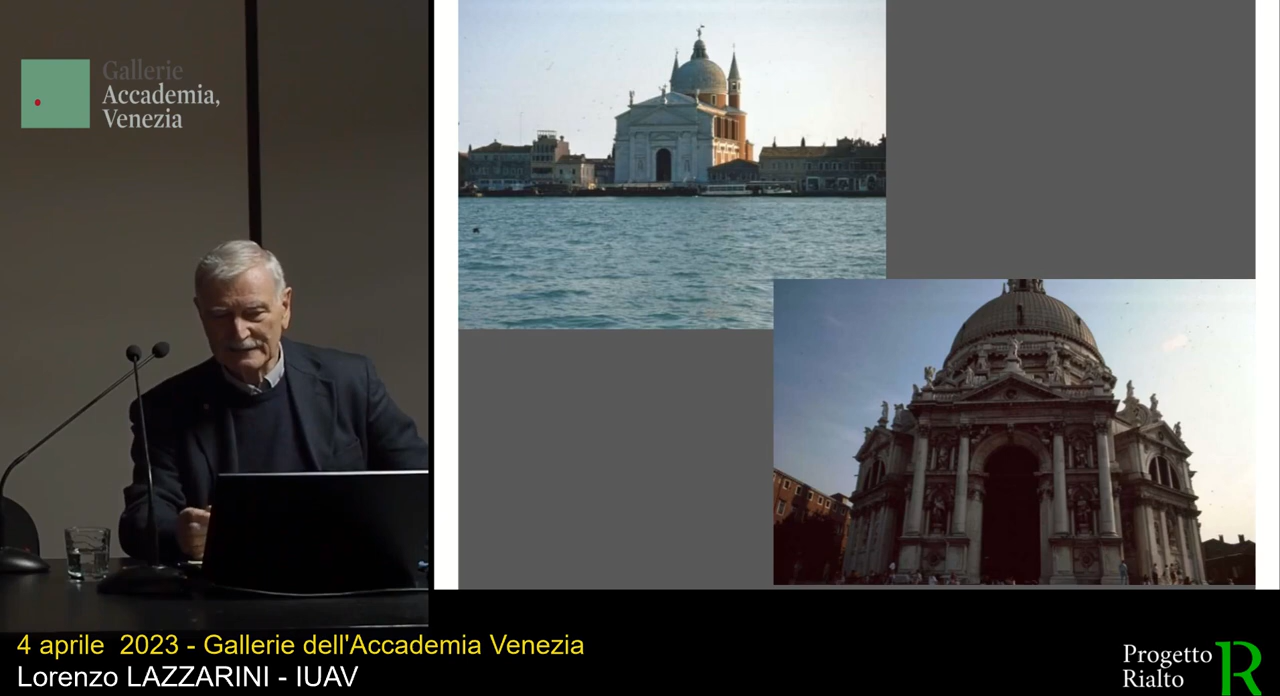 Gallerie
Accademia,
Venezia
4 aprile  2023 - Gallerie dell'Accademia Venezia
Lorenzo LAZZARINI - IUAV
Progetto
Rialto
R